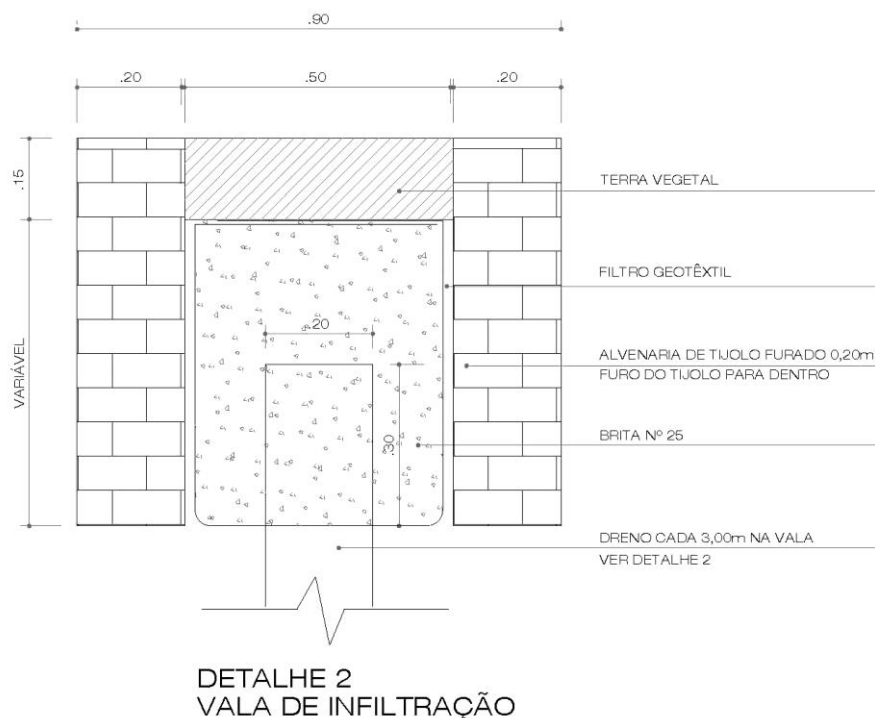 .90
.20
.50
.20
.15
TERRA VEGETAL
FILTRO GEOTÊXTIL
.20
VARIÁVEL
ALVENARIA DE TIJOLO FURADO 0,20m
FURO DO TIJOLO PARA DENTRO
.30
BRITA Nº 25
DRENO CADA 3,00m NA VALA
VER DETALHE 2
DETALHE 2
VALA DE INFILTRAÇÃO